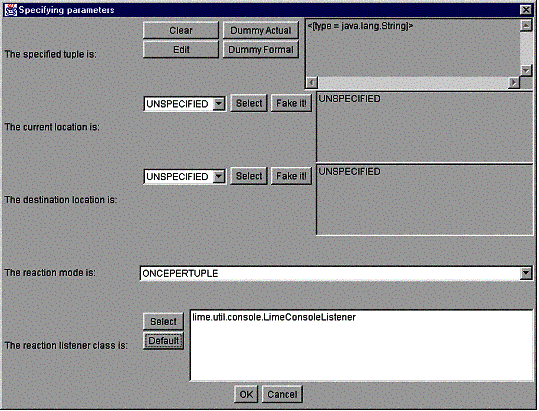 Specifying parameters
Clear
Dummy Actual
<[type = java.lang.String]>
Edit
Dummy Formal
The specified tuple is:
UNSPECIFIED
Select
Fake it!
UNSPECIFIED
The current location is:
UNSPECIFIED
Select
Fake it!
UNSPECIFIED
The destination location is:
The reaction mode is:
ONCEPERTUPLE
Select
lime.util.console.LimeConsoleListener
The reaction listener class is:
Default
OK
Cancel